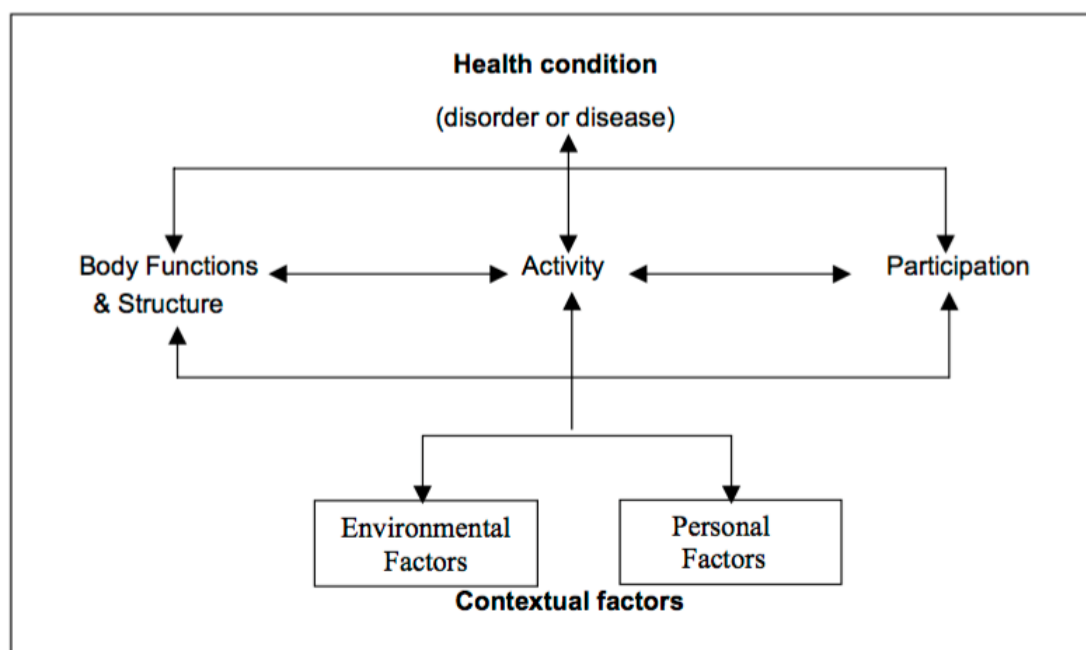 Health condition
(disorder or disease)
Body Functions
& Structure
Activity
Participation
Environmental
Factors
Personal
Factors
Contextual factors